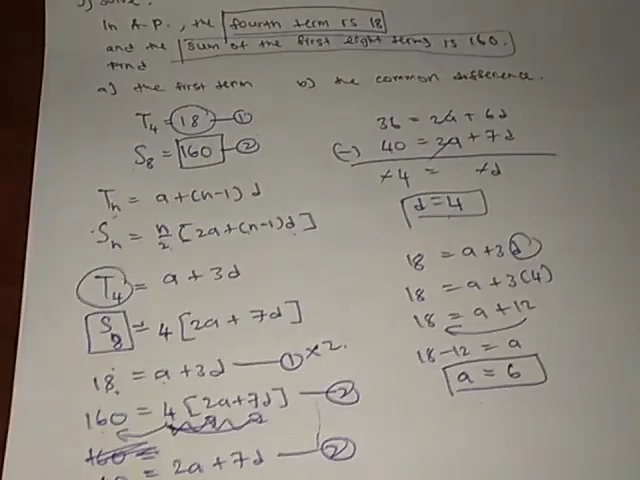 solve.
In A.P., the fourth term is 18
and the sum of the first eight terms is 160.
find
a) the first term b) the common difference.
T₄ = 18 — ①
S₈ = 160 — ②
Tₙ = a + (n-1) d
Sₙ = n/2 [2a + (n-1) d]
T₄ = a + 3d
S₈ = 4 [2a + 7d]
18 = a + 3d — ① × 2.
160 = 4 [2a + 7d] — ②
160 =
= 2a + 7d — ②
36 = 2a + 6d
(-) 40 = 2a + 7d
4 = d
d = 4
18 = a + 3d
18 = a + 3(4)
18 = a + 12
18 - 12 = a
a = 6